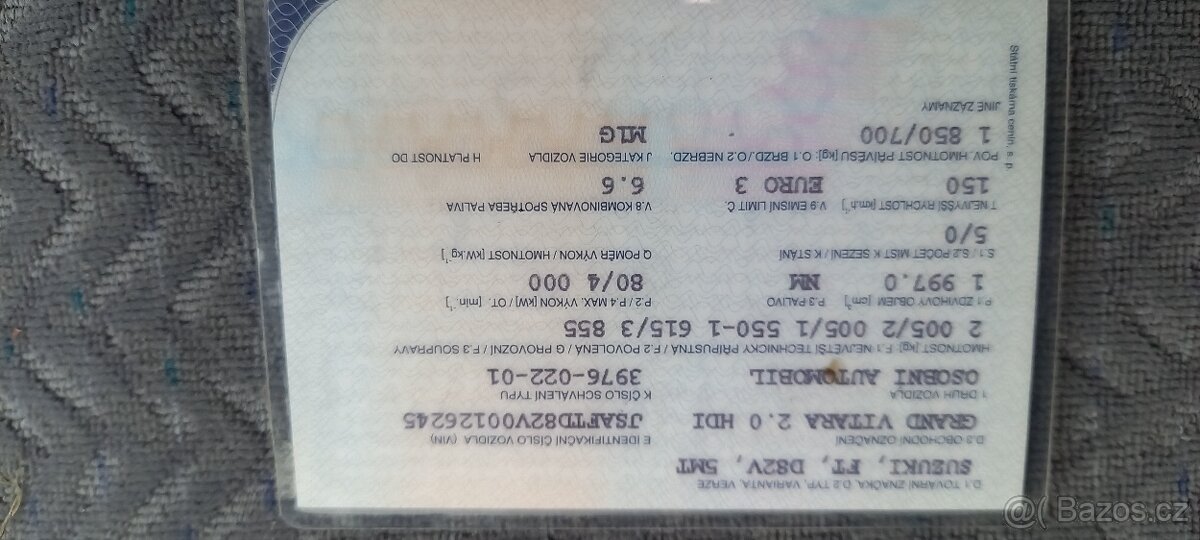 D.1 TOVÁRNÍ ZNAČKA, D.2 TYP, VARIANTA, VERZE
SUZUKI, FT, D82V, 5MT
D.3 OBCHODNÍ OZNAČENÍ E IDENTIFIKAČNÍ ČÍSLO VOZIDLA (VIN)
GRAND VITARA 2.0 HDI JSAFTD82V00126245
1 DRUH VOZIDLA K ČÍSLO SCHVÁLENÍ TYPU
OSOBNÍ AUTOMOBIL 3976-022-01
HMOTNOST [kg]: F.1 NEJVĚTŠÍ TECHNICKY PŘÍPUSTNÁ / F.2 POVOLENÁ / G PROVOZNÍ / F.3 SOUPRAVY
2 005/2 005/1 550-1 615/3 855
P.1 ZDVIHOVÝ OBJEM [cm³] P.3 PALIVO P.2 / P.4 MAX. VÝKON [kW] / OT. [min⁻¹]
1 997.0 NM 80/4 000
S.1 / S.2 POČET MÍST K SEZENÍ / K STÁNÍ Q POMĚR VÝKON / HMOTNOST [kW.kg⁻¹]
5/0
T NEJVYŠŠÍ RYCHLOST [km.h⁻¹] V.9 EMISNÍ LIMIT Č. V.8 KOMBINOVANÁ SPOTŘEBA PALIVA
150 EURO 3 6.6
POV. HMOTNOST PŘÍVĚSU [kg]: O.1 BRZD./O.2 NEBRZD. J KATEGORIE VOZIDLA H PLATNOST DO
1 850/700 M1G
JINÉ ZÁZNAMY
Státní tiskárna cenin, s. p.
@( Bazos.cz